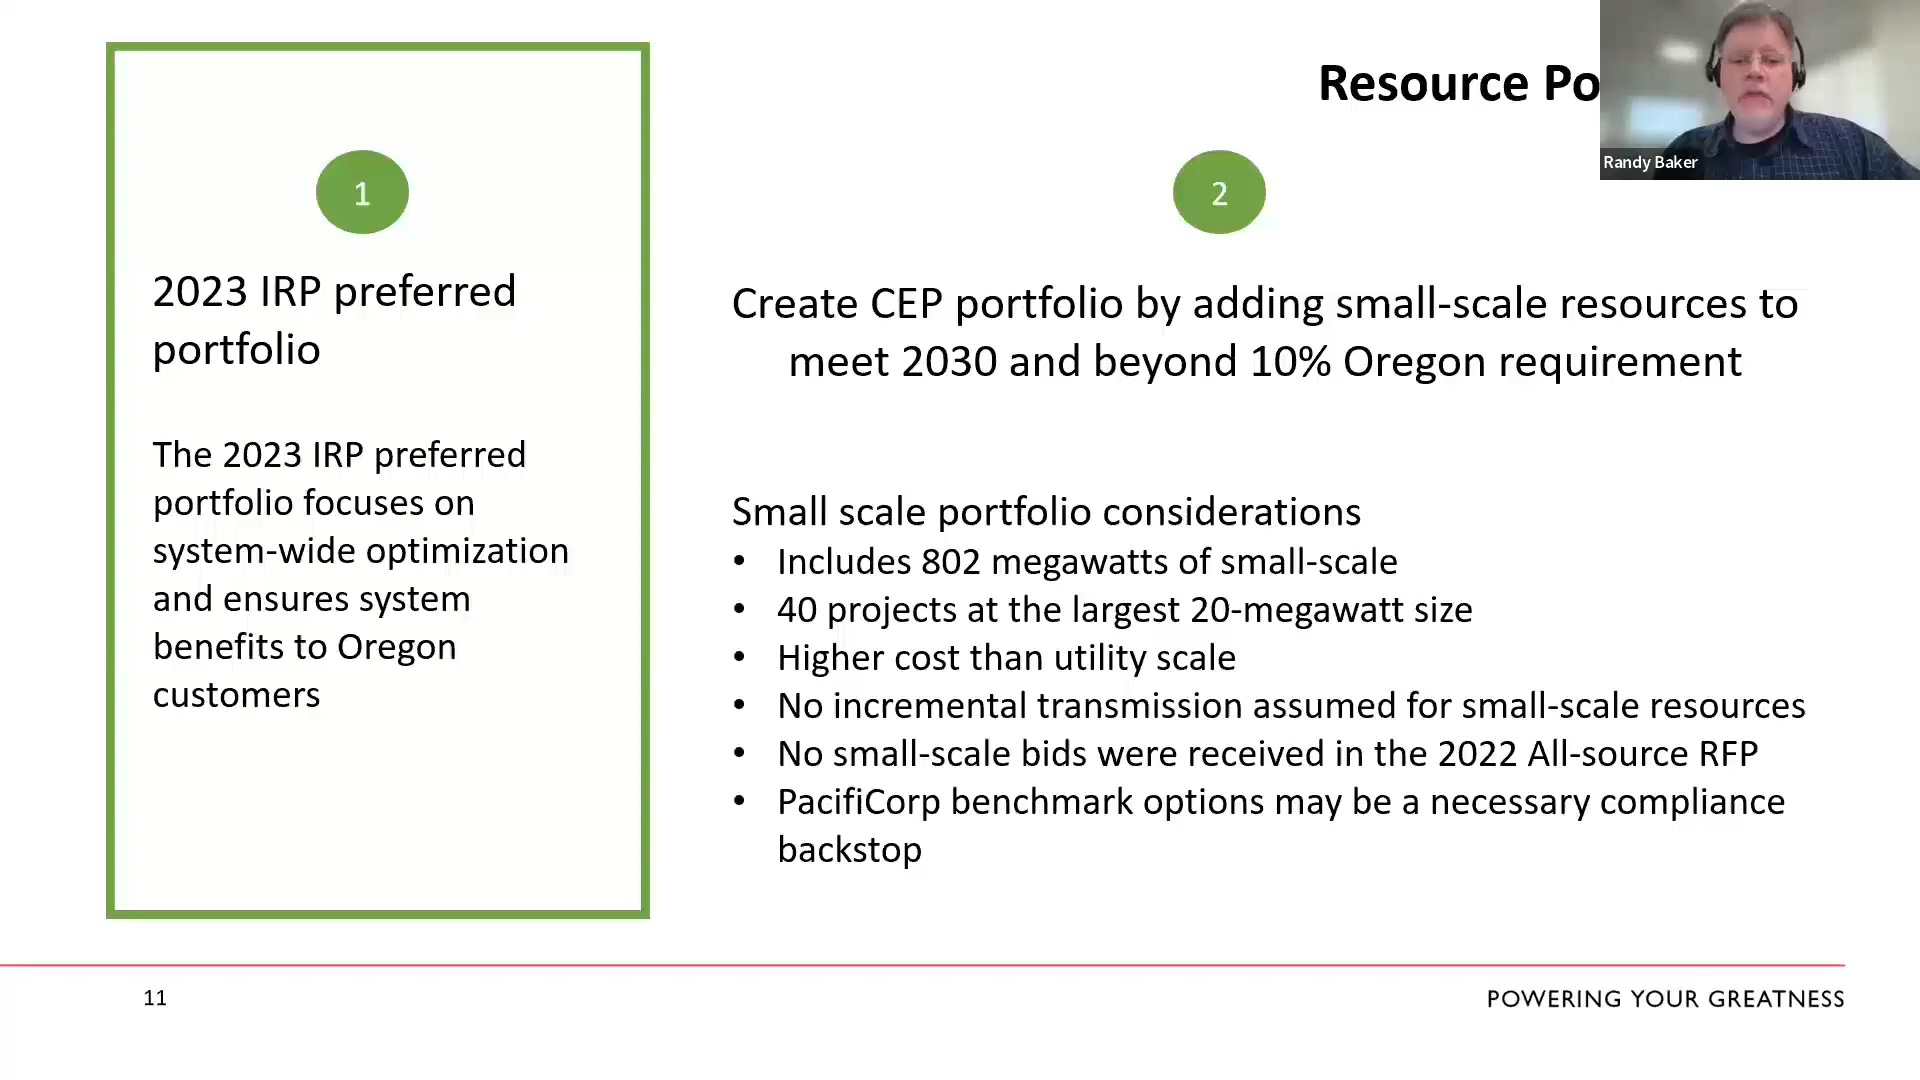 Resource Po
Randy Baker
1
2023 IRP preferred
portfolio
The 2023 IRP preferred
portfolio focuses on
system-wide optimization
and ensures system
benefits to Oregon
customers
2
Create CEP portfolio by adding small-scale resources to
meet 2030 and beyond 10% Oregon requirement
Small scale portfolio considerations
• Includes 802 megawatts of small-scale
• 40 projects at the largest 20-megawatt size
• Higher cost than utility scale
• No incremental transmission assumed for small-scale resources
• No small-scale bids were received in the 2022 All-source RFP
• PacifiCorp benchmark options may be a necessary compliance
backstop
11
POWERING YOUR GREATNESS